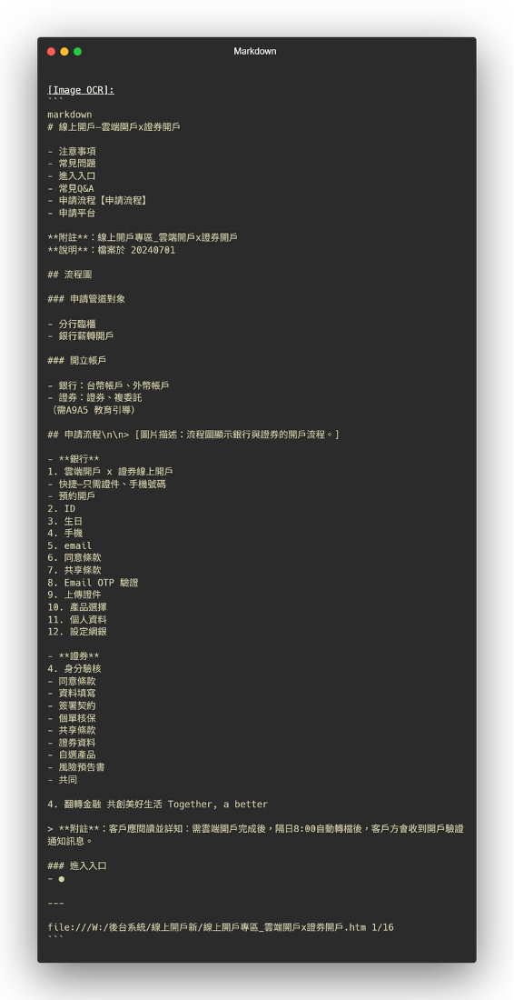 Markdown
[Image OCR]:
```
markdown
# 線上開戶—雲端開戶x證券開戶
- 注意事項
- 常見問題
- 進入入口
- 常見Q&A
- 申請流程【申請流程】
- 申請平台
**附註**：線上開戶專區_雲端開戶x證券開戶
**說明**：檔案於 20240701
## 流程圖
### 申請管道對象
- 分行臨櫃
- 銀行薪轉開戶
### 開立帳戶
- 銀行：台幣帳戶、外幣帳戶
- 證券：證券、複委託
（需A9A5 教育引導）
## 申請流程\n\n> [圖片描述：流程圖顯示銀行與證券的開戶流程。]
- **銀行**
1. 雲端開戶 x 證券線上開戶
- 快捷—只需證件、手機號碼
- 預約開戶
2. ID
3. 生日
4. 手機
5. email
6. 同意條款
7. 共享條款
8. Email OTP 驗證
9. 上傳證件
10. 產品選擇
11. 個人資料
12. 設定網銀
- **證券**
4. 身分驗核
- 同意條款
- 資料填寫
- 簽署契約
- 個單核保
- 共享條款
- 證券資料
- 自選產品
- 風險預告書
- 共同
4. 翻轉金融 共創美好生活 Together, a better
> **附註**：客戶應閱讀並詳知：需雲端開戶完成後，隔日8:00自動轉檔後，客戶方會收到開戶驗證
通知訊息。
### 進入入口
- ●
---
file:///W:/後台系統/線上開戶新/線上開戶專區_雲端開戶x證券開戶.htm 1/16
```